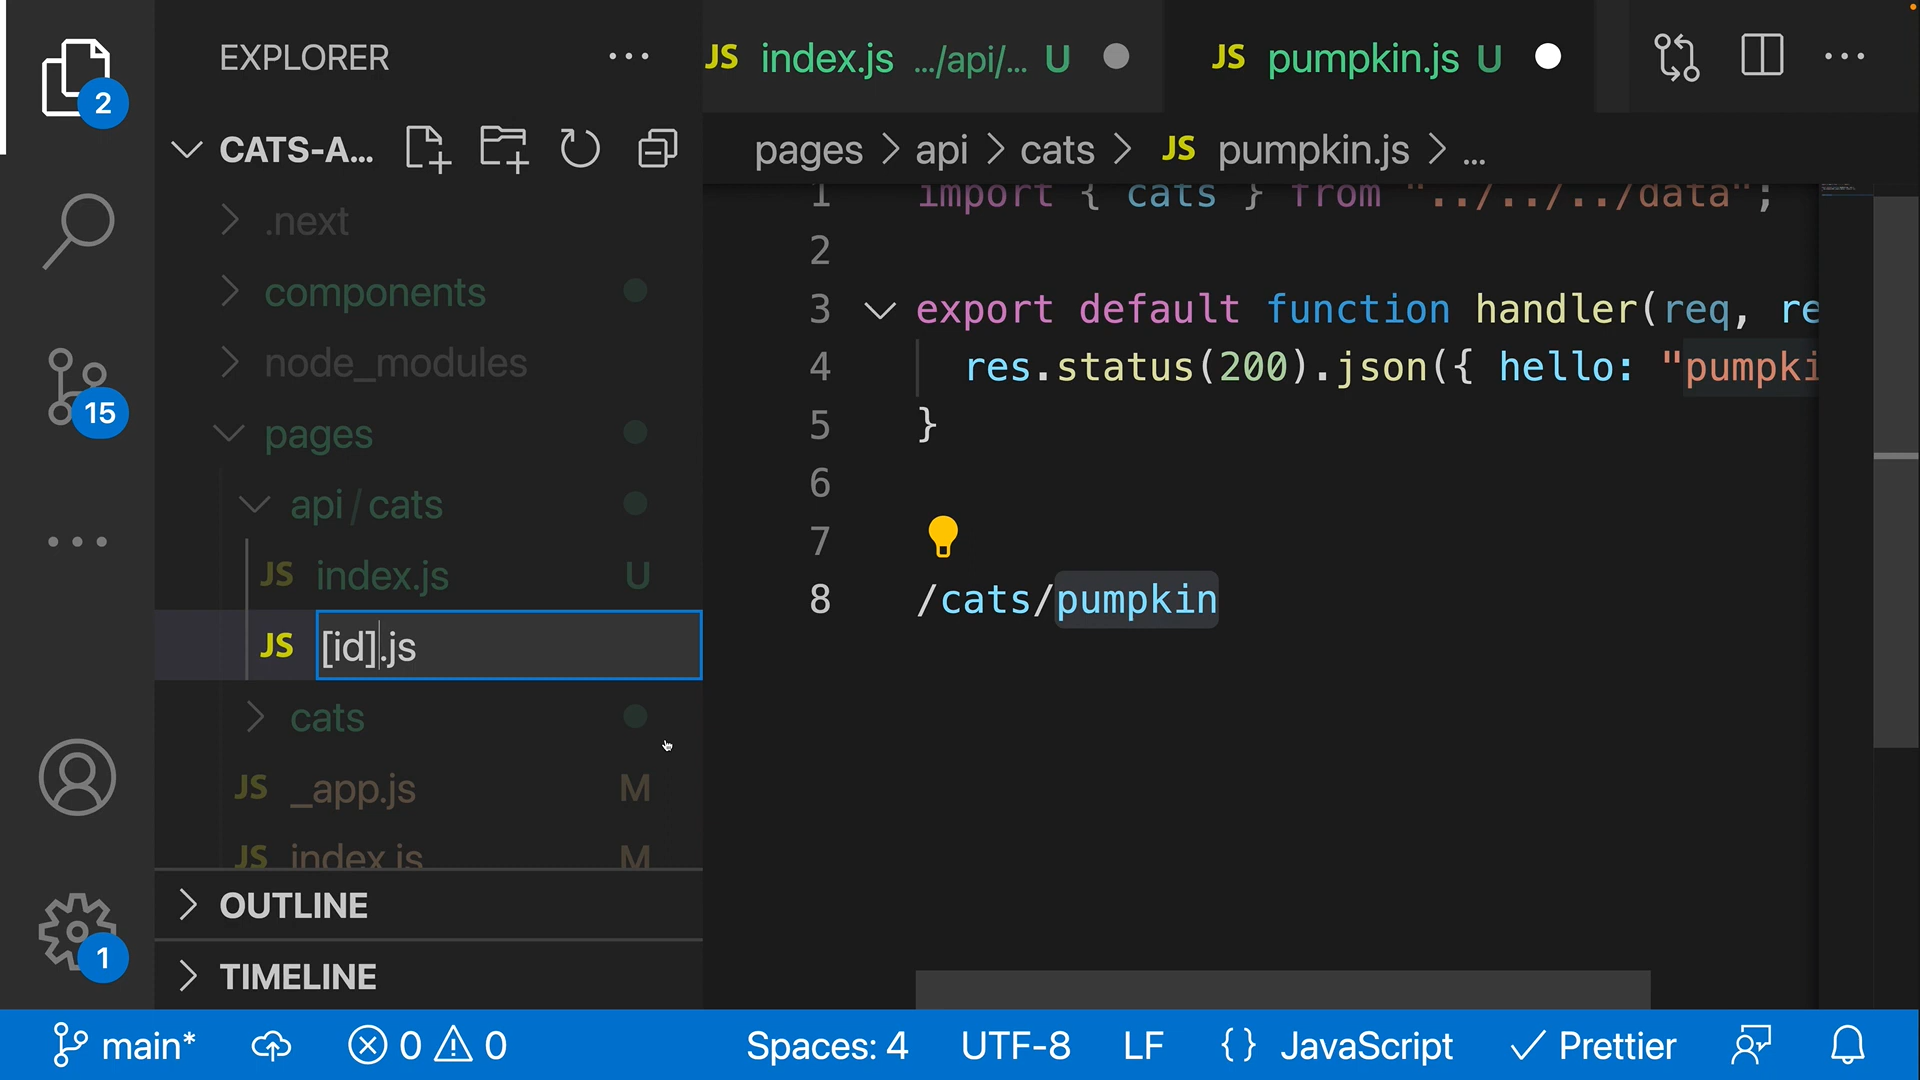 EXPLORER
JS index.js .../api/... U
JS pumpkin.js U
2
CATS-A...
pages > api > cats > JS pumpkin.js > ...
.next
components
node_modules
pages
api / cats
JS index.js U
JS [id].js
cats
JS _app.js M
JS index.js M
OUTLINE
TIMELINE
15
1
1 import { cats } from "../../../data";
2
3 export default function handler(req, re
4 res.status(200).json({ hello: "pumpki
5 }
6
7
8 /cats/pumpkin
main* 0 0 Spaces: 4 UTF-8 LF {} JavaScript Prettier